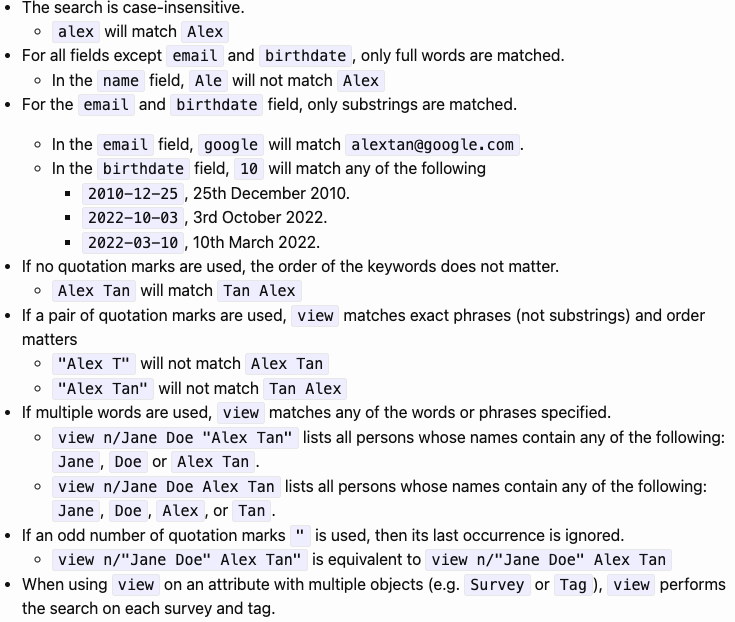 • The search is case-insensitive.
◦ alex will match Alex
• For all fields except email and birthdate, only full words are matched.
◦ In the name field, Ale will not match Alex
• For the email and birthdate field, only substrings are matched.
◦ In the email field, google will match alextan@google.com.
◦ In the birthdate field, 10 will match any of the following
▪ 2010-12-25, 25th December 2010.
▪ 2022-10-03, 3rd October 2022.
▪ 2022-03-10, 10th March 2022.
• If no quotation marks are used, the order of the keywords does not matter.
◦ Alex Tan will match Tan Alex
• If a pair of quotation marks are used, view matches exact phrases (not substrings) and order
matters
◦ "Alex T" will not match Alex Tan
◦ "Alex Tan" will not match Tan Alex
• If multiple words are used, view matches any of the words or phrases specified.
◦ view n/Jane Doe "Alex Tan" lists all persons whose names contain any of the following:
Jane, Doe or Alex Tan.
◦ view n/Jane Doe Alex Tan lists all persons whose names contain any of the following:
Jane, Doe, Alex, or Tan.
• If an odd number of quotation marks " is used, then its last occurrence is ignored.
◦ view n/"Jane Doe" Alex Tan" is equivalent to view n/"Jane Doe" Alex Tan
• When using view on an attribute with multiple objects (e.g. Survey or Tag), view performs
the search on each survey and tag.